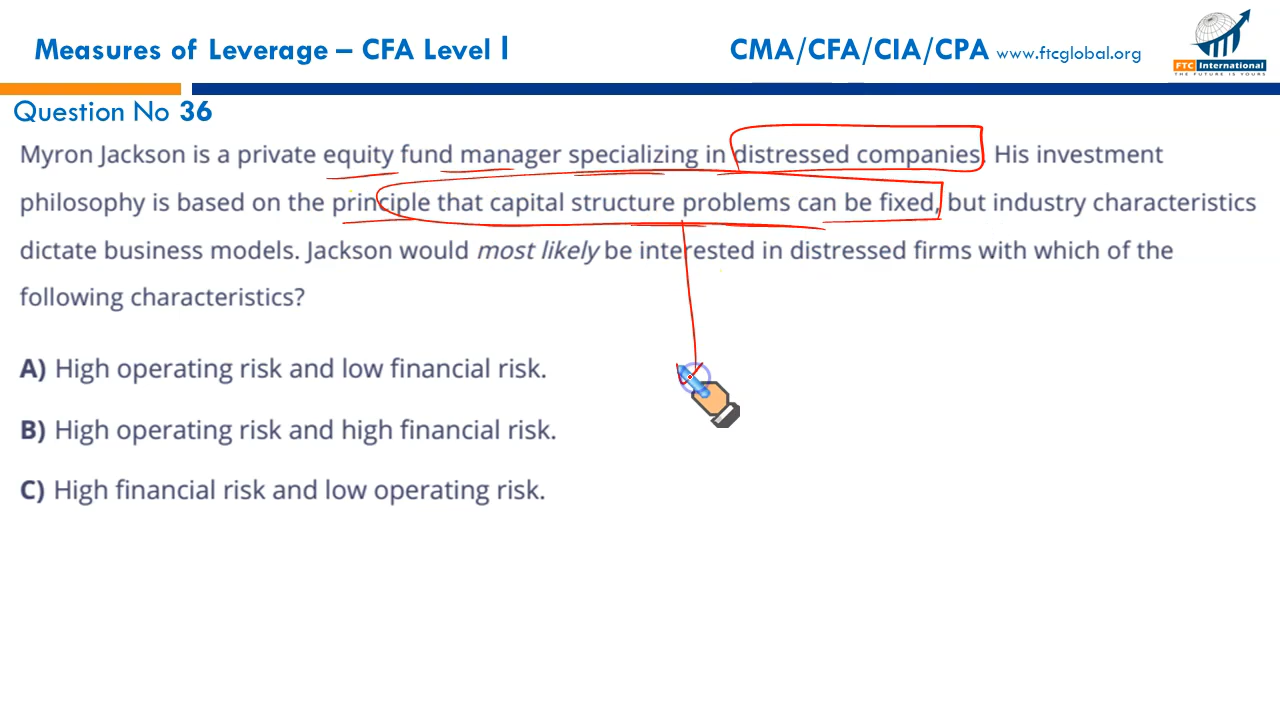 Measures of Leverage – CFA Level I
CMA/CFA/CIA/CPA www.ftcglobal.org
FTC International
THE FUTURE IS YOURS
Question No 36
Myron Jackson is a private equity fund manager specializing in distressed companies. His investment
philosophy is based on the principle that capital structure problems can be fixed, but industry characteristics
dictate business models. Jackson would most likely be interested in distressed firms with which of the
following characteristics?
A) High operating risk and low financial risk.
B) High operating risk and high financial risk.
C) High financial risk and low operating risk.